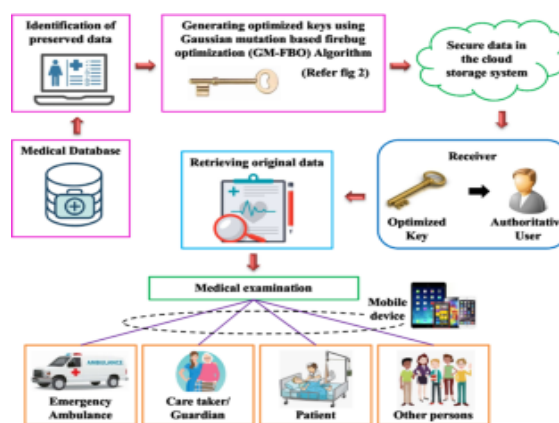 Identification of
preserved data
Generating optimized keys using
Gaussian mutation based firebug
optimization (GM-FBO) Algorithm
(Refer fig 2)
Secure data in
the cloud
storage system
Medical Database
Retrieving original data
Receiver
Optimized
Key
Authoritative
User
Medical examination
Mobile
device
AMBULANCE
Emergency
Ambulance
Care taker/
Guardian
Patient
Other persons